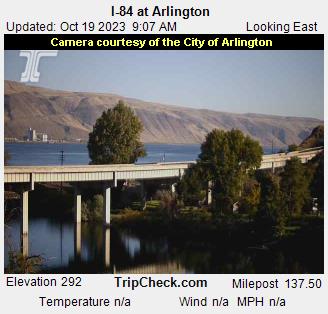 I-84 at Arlington
Updated: Oct 19 2023 9:07 AM Looking East
Camera courtesy of the City of Arlington
Elevation 292 TripCheck.com Milepost 137.50
Temperature n/a Wind n/a MPH n/a